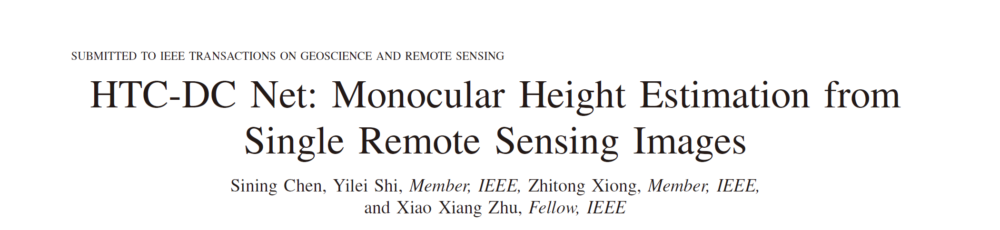 SUBMITTED TO IEEE TRANSACTIONS ON GEOSCIENCE AND REMOTE SENSING
HTC-DC Net: Monocular Height Estimation from
Single Remote Sensing Images
Sining Chen, Yilei Shi, Member, IEEE, Zhitong Xiong, Member, IEEE,
and Xiao Xiang Zhu, Fellow, IEEE